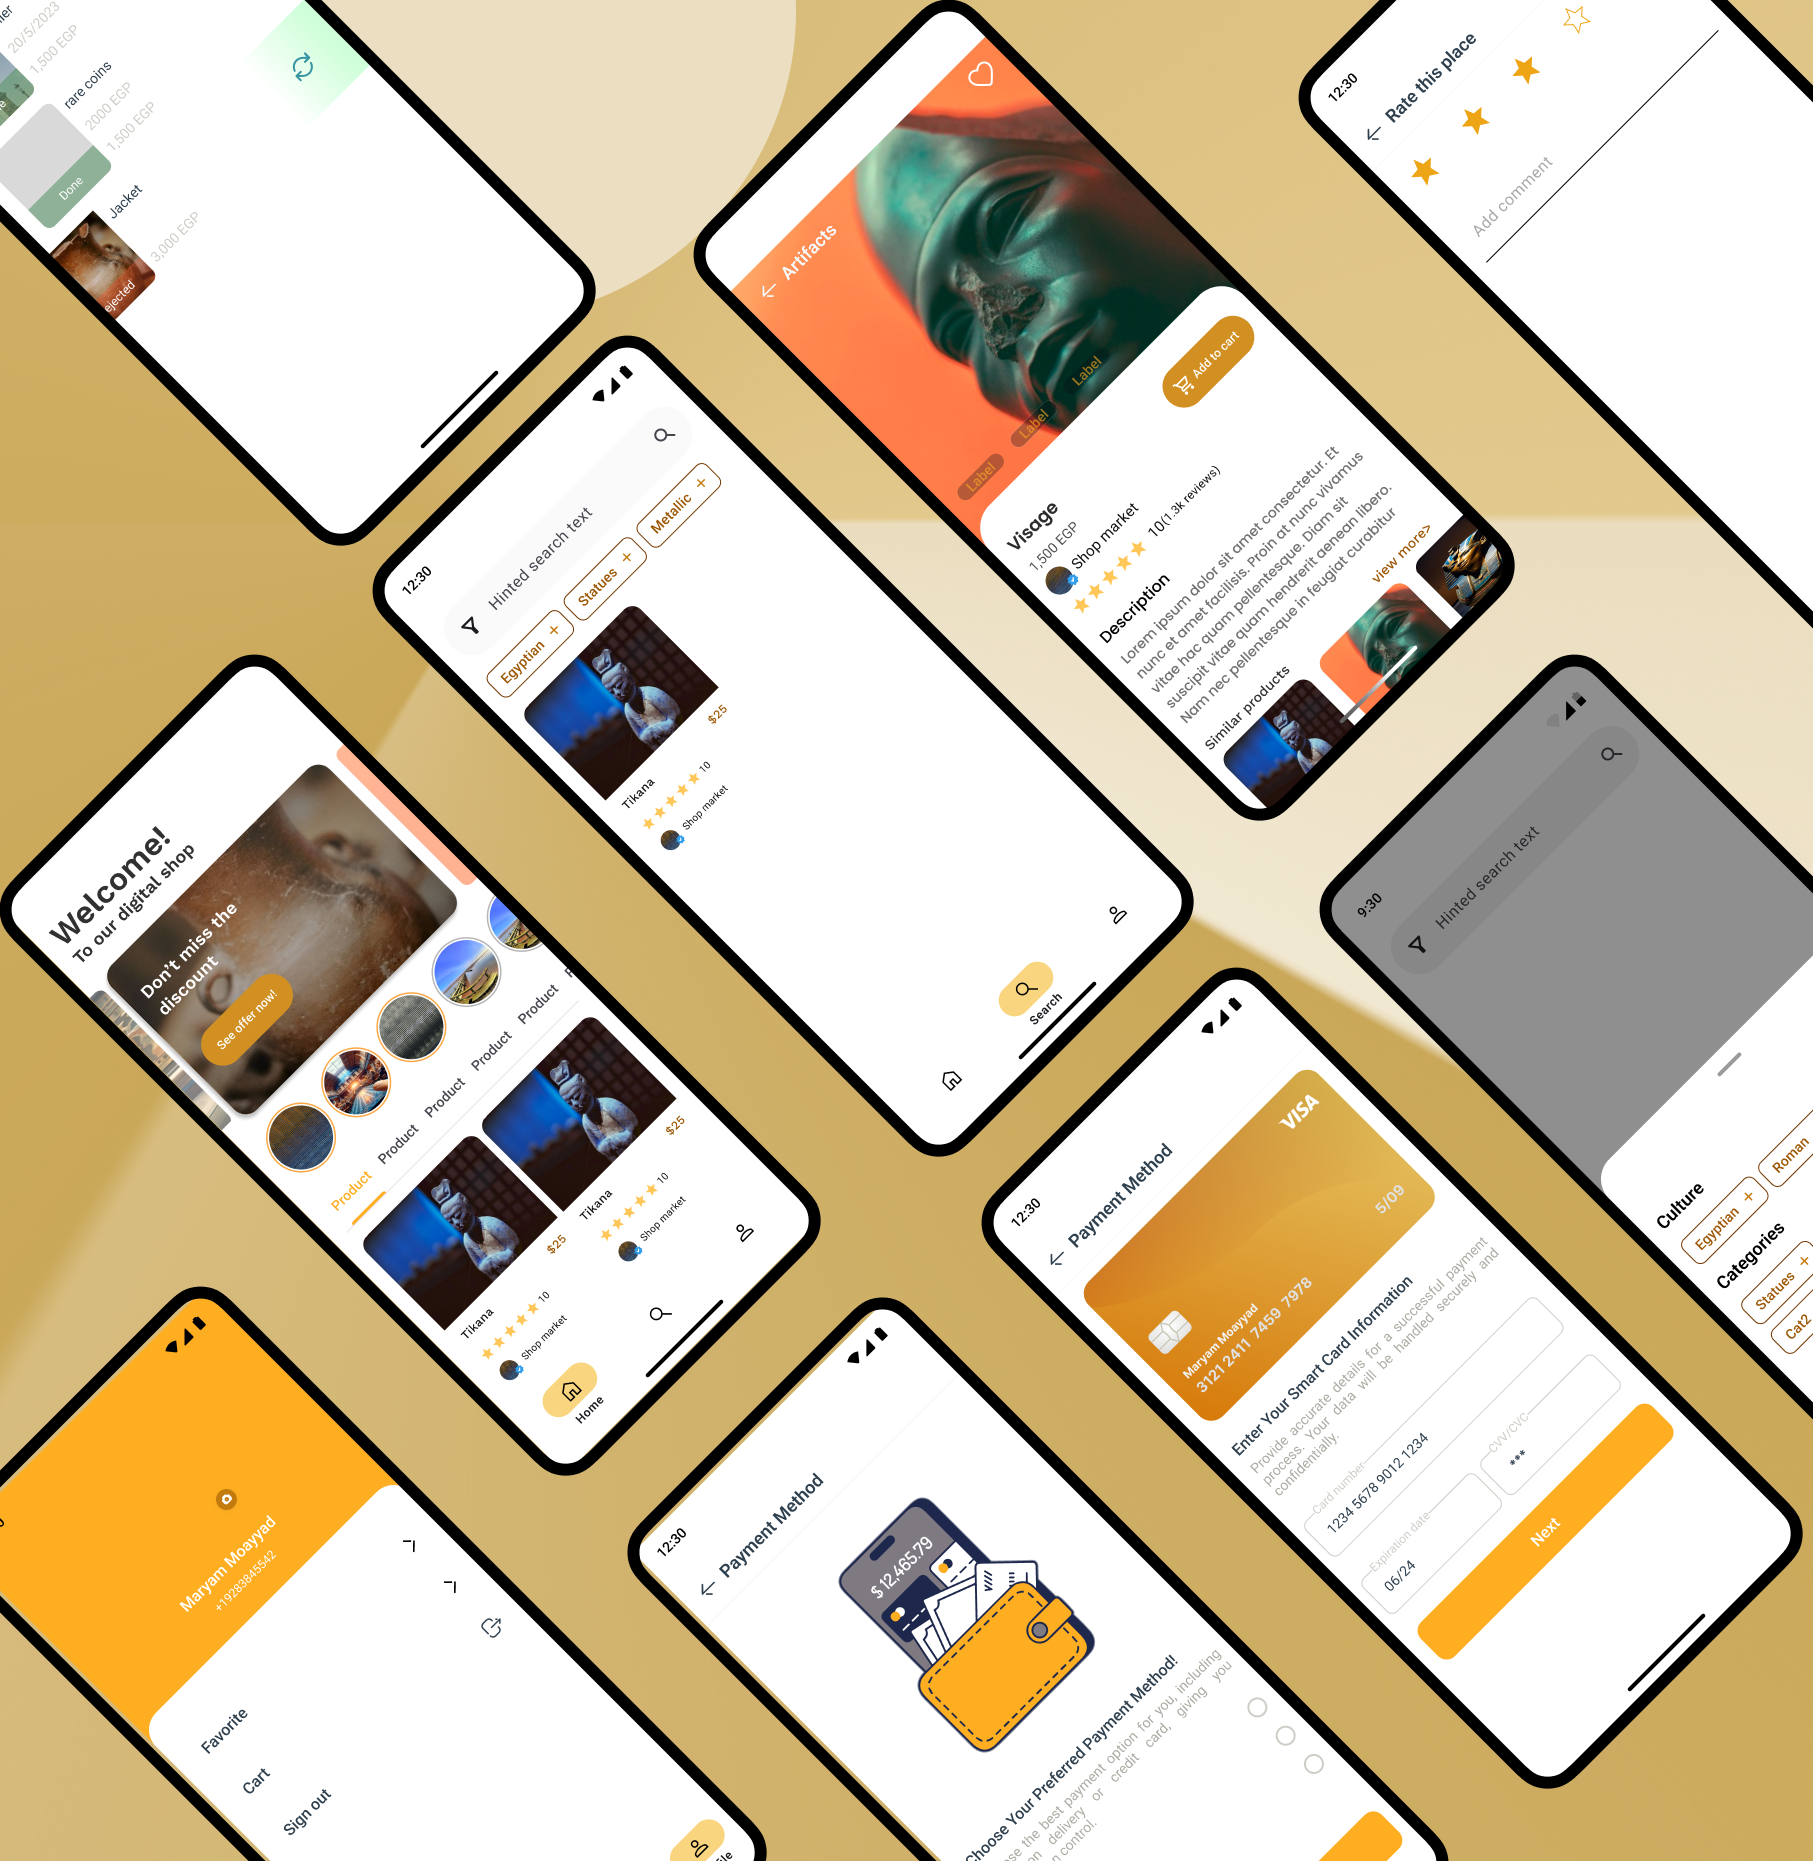 20/5/2023
1,500 EGP
rare coins
2000 EGP
1,500 EGP
Done
Jacket
3,000 EGP
Artifacts
Label
Label
Label
Add to cart
Visage
1,500 EGP
Shop market
10(1.3k reviews)
Description
Lorem ipsum dolor sit amet consectetur. Et
nunc et amet facilisis. Proin at nunc vivamus
vitae hac quam pellentesque. Diam sit
suscipit vitae quam hendrerit aenean libero.
Nam nec pellentesque in feugiat curabitur
view more>
Similar products
12:30
Rate this place
Add comment
12:30
Hinted search text
Egyptian +
Statues +
Metallic +
$25
Tikana
10
Shop market
Search
Welcome!
To our digital shop
Don't miss the
discount
See offer now!
Product
Product
Product
Product
Product
$25
Tikana
10
Shop market
$25
Tikana
10
Shop market
Home
9:30
Hinted search text
Culture
Egyptian +
Roman
Categories
Statues +
Cat2
12:30
Payment Method
VISA
5/09
Maryam Moayyad
3121 2411 7459 7978
Enter Your Smart Card Information
Provide accurate details for a successful payment
process. Your data will be handled securely and
confidentially.
Card number
1234 5678 9012 1234
Expiration date
06/24
CVV/CVC
***
Next
12:30
Payment Method
$ 12,465.79
Choose Your Preferred Payment Method!
the best payment option for you, including
delivery or credit card, giving you
control.
Maryam Moayyad
+19283845542
Favorite
Cart
Sign out